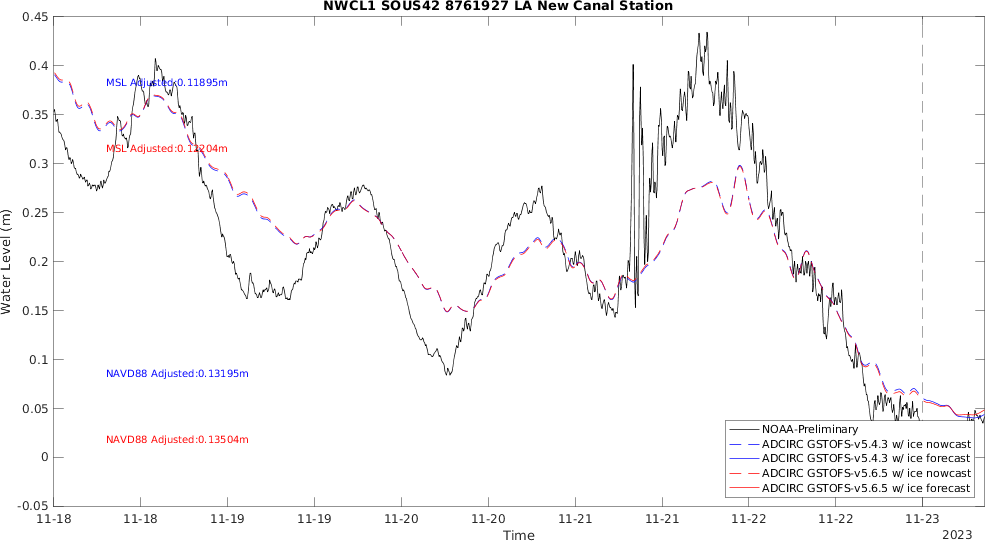 NWCL1 SOUS42 8761927 LA New Canal Station
0.45
0.4
0.35
0.3
0.25
0.2
0.15
0.1
0.05
0
-0.05
Water Level (m)
MSL Adjusted:0.11895m
MSL Adjusted:0.12204m
NAVD88 Adjusted:0.13195m
NAVD88 Adjusted:0.13504m
NOAA-Preliminary
ADCIRC GSTOFS-v5.4.3 w/ ice nowcast
ADCIRC GSTOFS-v5.4.3 w/ ice forecast
ADCIRC GSTOFS-v5.6.5 w/ ice nowcast
ADCIRC GSTOFS-v5.6.5 w/ ice forecast
11-18 11-18 11-19 11-19 11-20 11-20 11-21 11-21 11-22 11-22 11-23
Time
2023